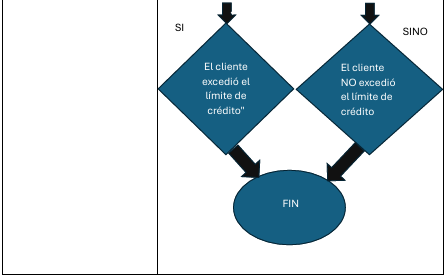 SI
El cliente
excedió el
límite de
crédito"
SINO
El cliente
NO excedió
el límite de
crédito
FIN